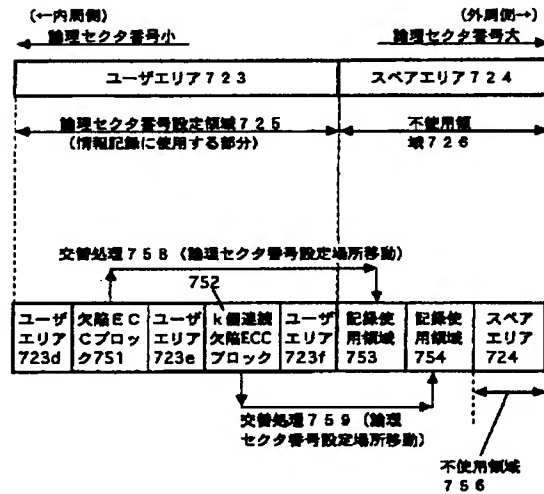 (←内周側)
論理セクタ番号小
(外周側→)
論理セクタ番号大
ユーザエリア723
スペアエリア724
論理セクタ番号設定領域725
(情報記録に使用する部分)
不使用領
域726
交替処理758(論理セクタ番号設定場所移動)
752
ユーザ
エリア
723d
欠陥EC
Cブロッ
ク751
ユーザ
エリア
723e
k個連続
欠陥ECC
ブロック
ユーザ
エリア
723f
記録使
用領域
753
記録使
用領域
754
スペア
エリア
724
交替処理759(論理
セクタ番号設定場所移動)
不使用領域
756